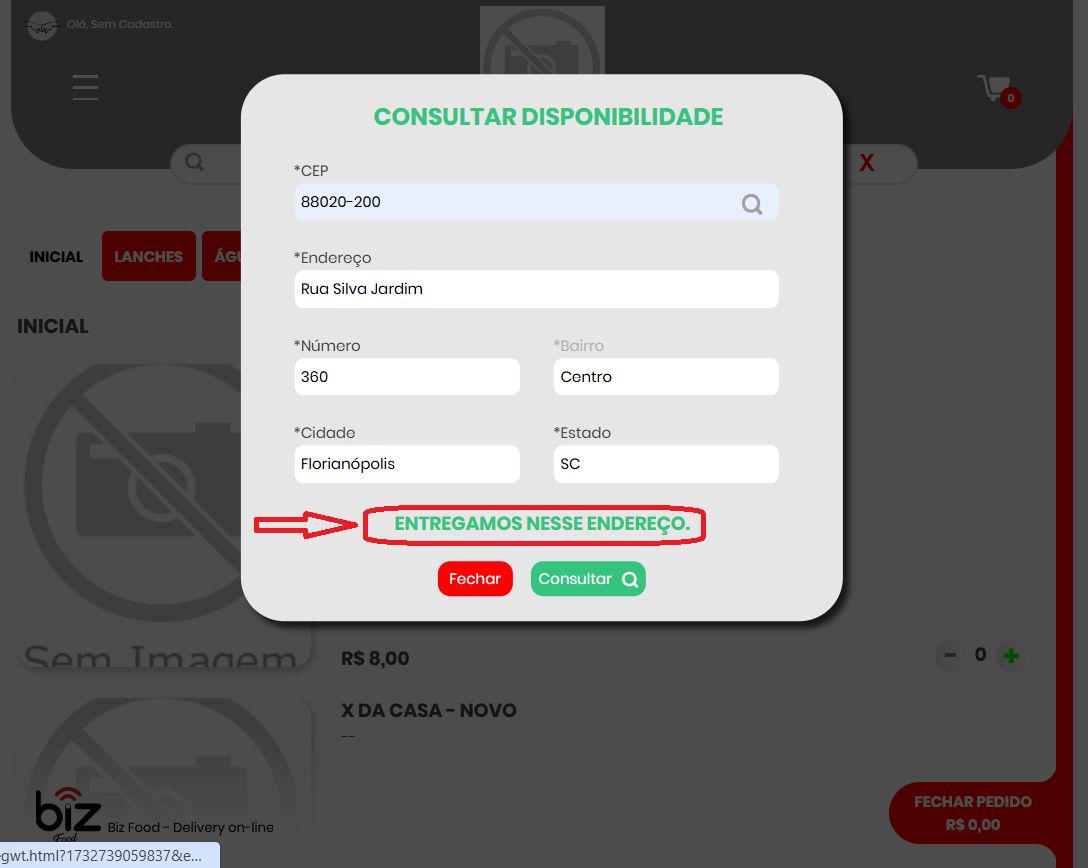 Olá, Sem Cadastro.
0
CONSULTAR DISPONIBILIDADE
X
*CEP
88020-200
INICIAL
LANCHES
*Endereço
Rua Silva Jardim
INICIAL
*Número
*Bairro
360
Centro
*Cidade
*Estado
Florianópolis
SC
ENTREGAMOS NESSE ENDEREÇO.
Fechar
Consultar
Sem Imagem
R$ 8,00
0
X DA CASA - NOVO
--
biz
Food
Biz Food - Delivery on-line
FECHAR PEDIDO
R$ 0,00
egwt.html?1732739059837&e...